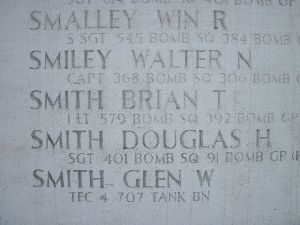 SMALLEY WIN R
S SGT 545 BOMB SQ 384 BOMB G
SMILEY WALTER N
CAPT 368 BOMB SQ 306 BOMB
SMITH BRIAN T
1 LT 579 BOMB SQ 392 BOMB GP
SMITH DOUGLAS H
SGT 401 BOMB SQ 91 BOMB GP (H
SMITH GLEN W
TEC 4 707 TANK BN